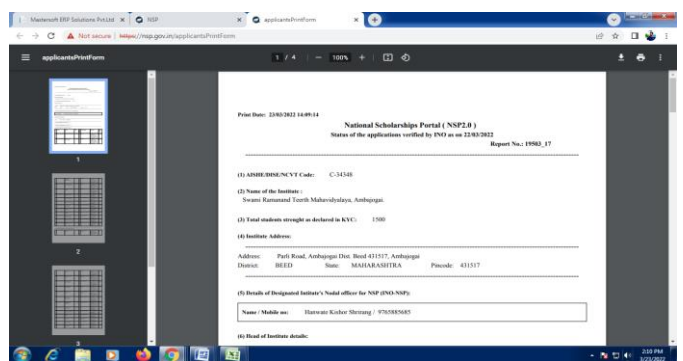 Mastersoft ERP Solutions Pvt.Ltd
NSP
applicantsPrintForm
Not secure | https://nsp.gov.in/applicantsPrintForm
applicantsPrintForm
1 / 4
100%
1
2
3
Print Date: 23/03/2022 14:09:14
National Scholarships Portal ( NSP2.0 )
Status of the applications verified by INO as on 22/03/2022
Report No.: 19503_17
(1) AISHE/DISE/NCVT Code: C-34348
(2) Name of the Institute :
Swami Ramanand Teerth Mahavidyalaya, Ambajogai.
(3) Total students strenght as declared in KYC: 1500
(4) Institute Address:
Address: Parli Road, Ambajogai Dist. Beed 431517, Ambajogai
District: BEED State: MAHARASHTRA Pincode: 431517
(5) Details of Designated Institute's Nodal officer for NSP (INO-NSP):
Name / Mobile no: Hanwate Kishor Shrirang / 9765885685
(6) Head of Institute details:
2:10 PM
3/23/2022